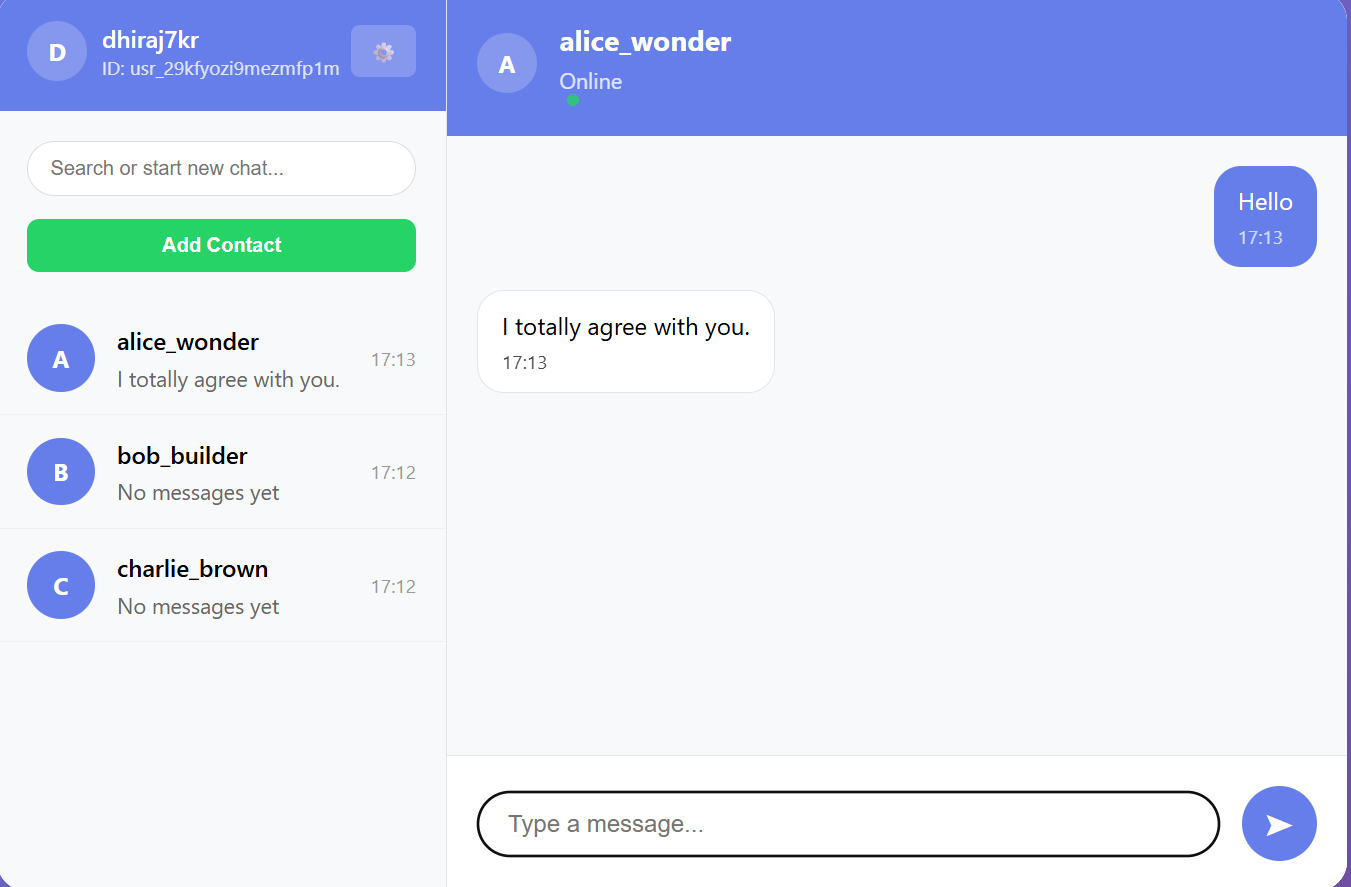 D
dhiraj7kr
ID: usr_29kfyozi9mezmfp1m
Search or start new chat...
Add Contact
A
alice_wonder
I totally agree with you.
17:13
B
bob_builder
No messages yet
17:12
C
charlie_brown
No messages yet
17:12
A
alice_wonder
Online
Hello
17:13
I totally agree with you.
17:13
Type a message...